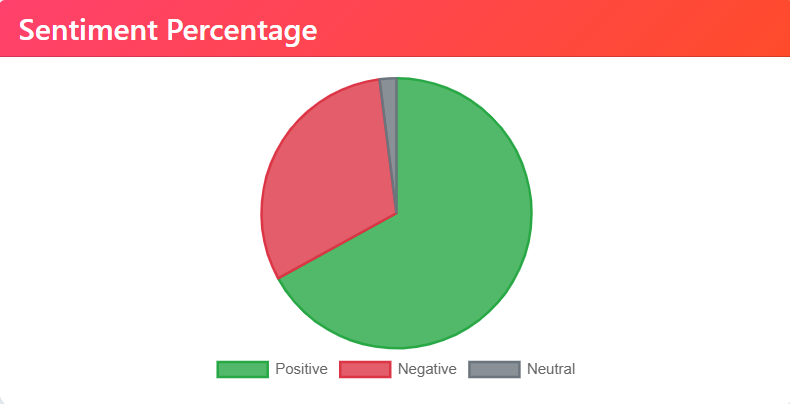 Sentiment Percentage
Positive Negative Neutral